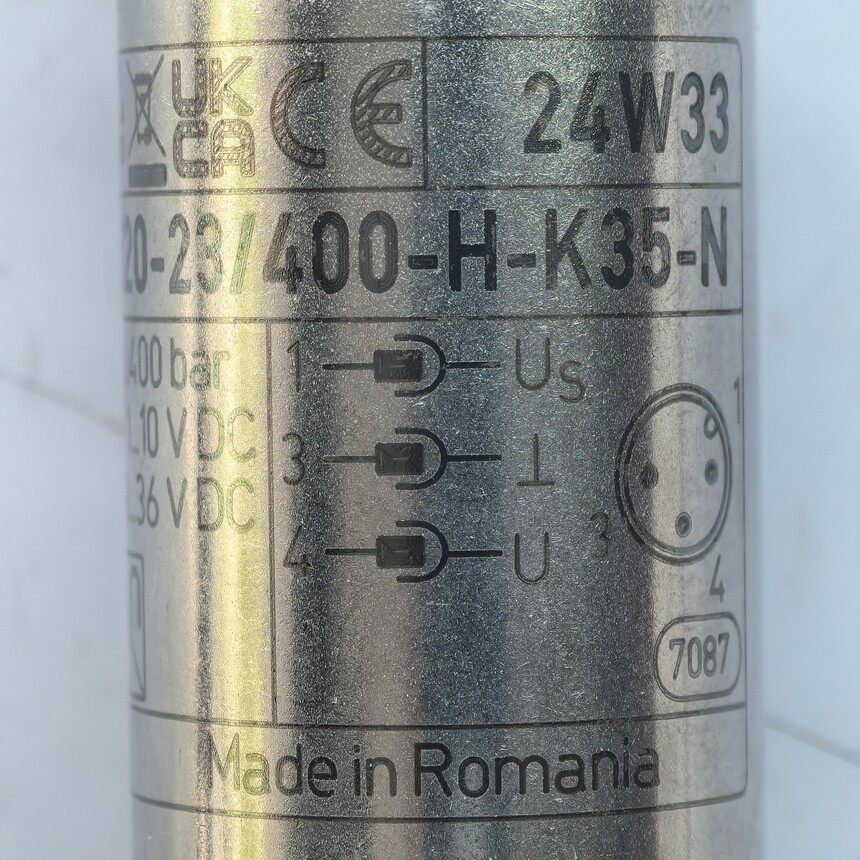 UK CA CE 24W33
20-23/400-H-K35-N
...400 bar
...10 V DC
...36 V DC
1 US
3 ⊥
4 U
1
3
4
7087
Made in Romania